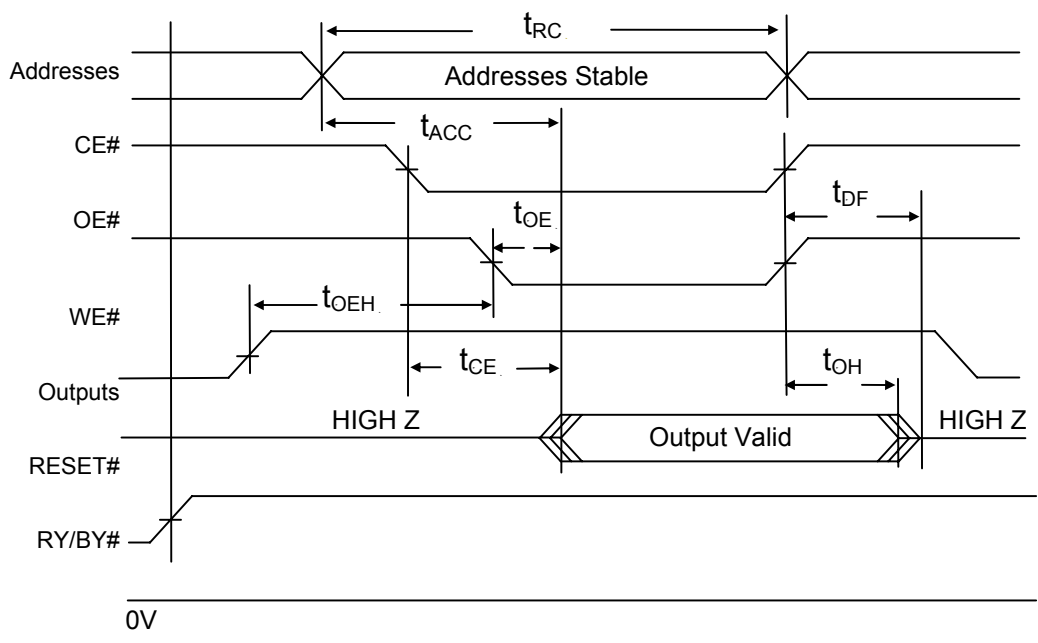 tRC
Addresses
Addresses Stable
tACC
CE#
OE#
tOE
tDF
tOEH
WE#
tCE
tOH
Outputs
HIGH Z
Output Valid
HIGH Z
RESET#
RY/BY#
0V